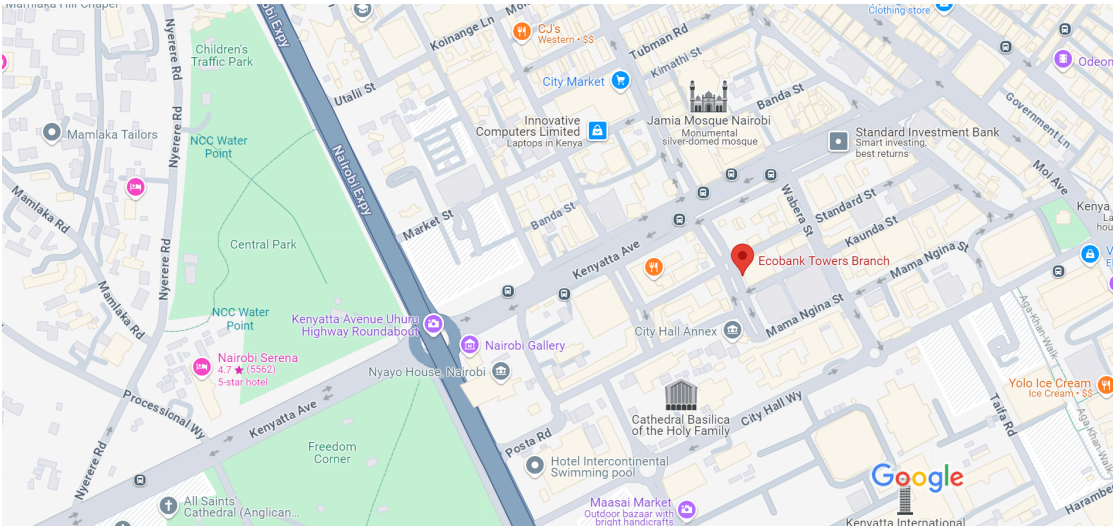 Mamlaka Hill Chapel
Children's
Traffic Park
Nyerere Rd
NCC Water
Point
Mamlaka Tailors
Mamlaka Rd
Nyerere Rd
Central Park
Mamlaka Rd
NCC Water
Point
Nairobi Serena
4.7 ★ (5562)
5-star hotel
Processional Wy
Nyerere Rd
Kenyatta Ave
Freedom
Corner
All Saints
Cathedral (Anglican...
Nairobi Expy
Utalii St
Koinange Ln
CJ's
Western • $$
Tubman Rd
Kimathi St
City Market
Innovative
Computers Limited
Laptops in Kenya
Jamia Mosque Nairobi
Monumental
silver-domed mosque
Banda St
Clothing store
Odeon
Standard Investment Bank
Smart investing,
best returns
Government Ln
Moi Ave
Market St
Banda St
Kenyatta Ave
Wabera St
Standard St
Kaunda St
Mama Ngina St
Kenya
Ecobank Towers Branch
Kenyatta Avenue Uhuru
Highway Roundabout
Nairobi Gallery
Nyayo House, Nairobi
City Hall Annex
Mama Ngina St
Aga-Khan-Walk
Cathedral Basilica
of the Holy Family
City Hall Wy
Posta Rd
Taifa Rd
Yolo Ice Cream
Ice Cream • $$
Aga-Khan-Walk
Hotel Intercontinental
Swimming pool
Google
Maasai Market
Outdoor bazaar with
bright handicrafts
Kenyatta International